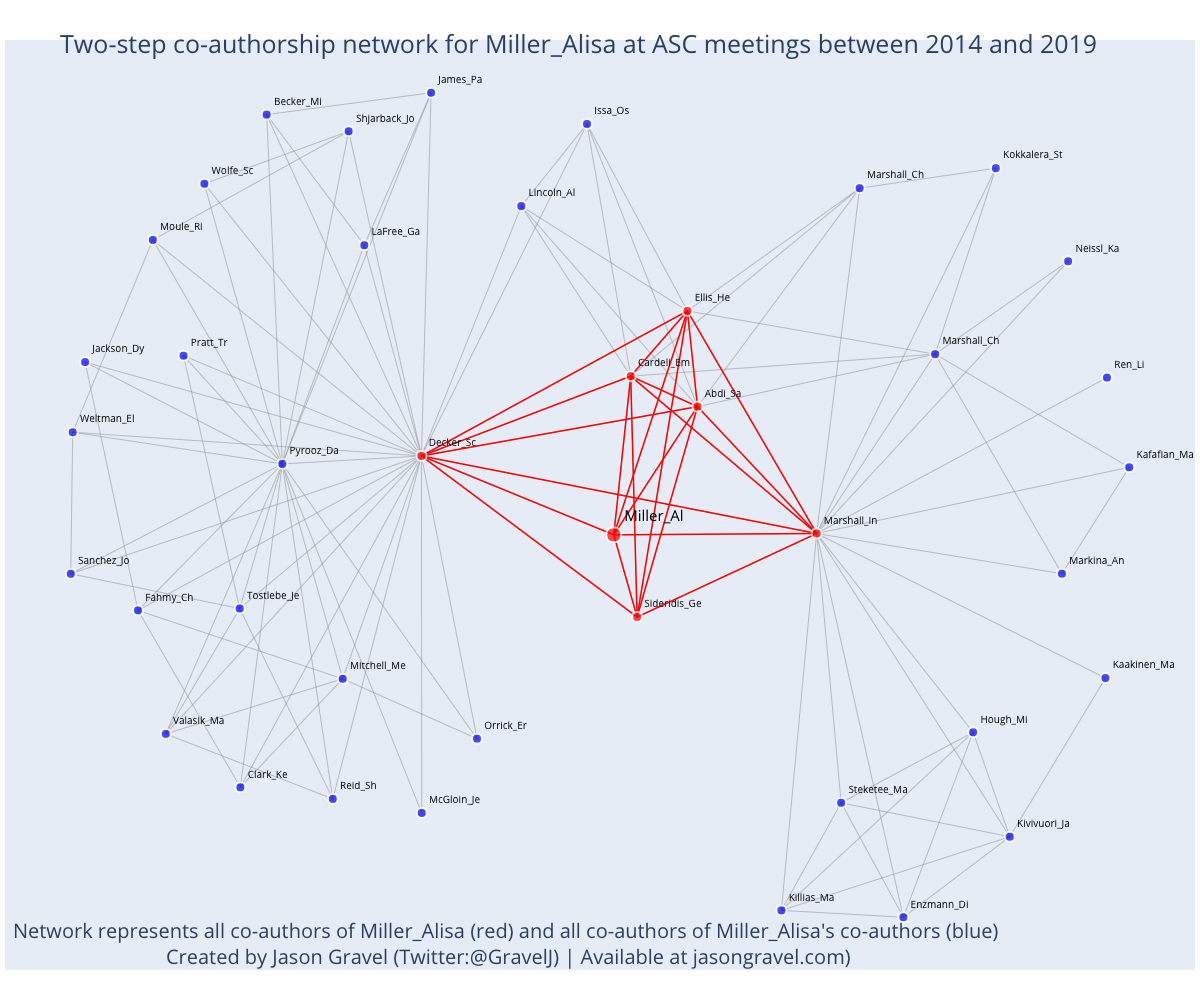 Two-step co-authorship network for Miller_Alisa at ASC meetings between 2014 and 2019
James_Pa
Becker_Mi
Issa_Os
Shjarback_Jo
Kokkalera_St
Wolfe_Sc
Marshall_Ch
Lincoln_Al
Moule_Ri
LaFree_Ga
Neissl_Ka
Ellis_He
Pratt_Tr
Marshall_Ch
Jackson_Dy
Cardeli_Em
Ren_Li
Abdi_Sa
Weltman_El
Decker_Sc
Pyrooz_Da
Kafafian_Ma
Miller_Al
Marshall_In
Sanchez_Jo
Markina_An
Fahmy_Ch
Tostlebe_Je
Sideridis_Ge
Mitchell_Me
Kaakinen_Ma
Valasik_Ma
Orrick_Er
Hough_Mi
Clark_Ke
Reid_Sh
Steketee_Ma
McGloin_Je
Kivivuori_Ja
Killias_Ma
Enzmann_Di
Network represents all co-authors of Miller_Alisa (red) and all co-authors of Miller_Alisa's co-authors (blue)
Created by Jason Gravel (Twitter:@GravelJ) | Available at jasongravel.com)